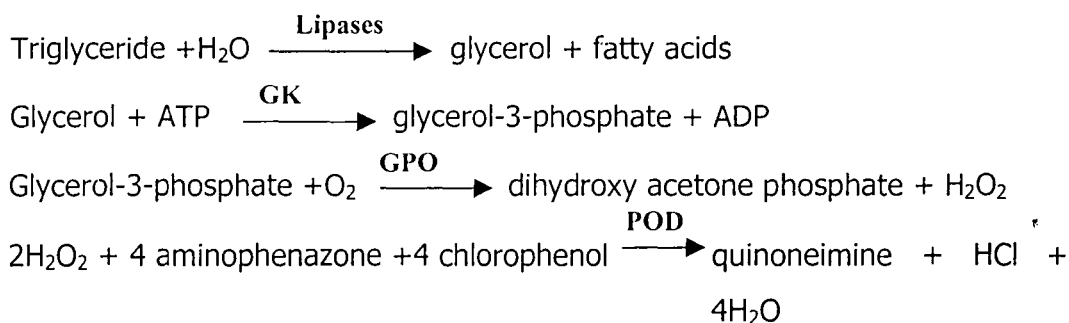 Triglyceride +H₂O Lipases glycerol + fatty acids
Glycerol + ATP GK glycerol-3-phosphate + ADP
Glycerol-3-phosphate +O₂ GPO dihydroxy acetone phosphate + H₂O₂
2H₂O₂ + 4 aminophenazone +4 chlorophenol POD quinoneimine + HCl +
4H₂O